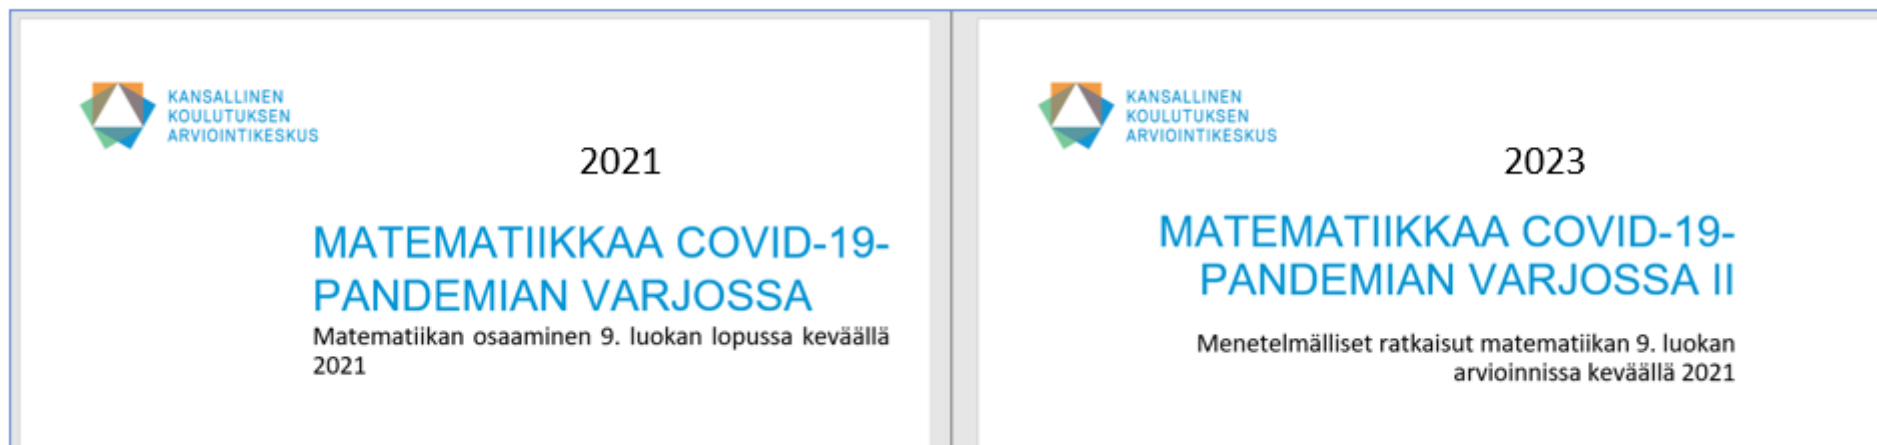 KANSALLINEN
KOULUTUKSEN
ARVIOINTIKESKUS
2021
MATEMATIIKKAA COVID-19-
PANDEMIAN VARJOSSA
Matematiikan osaaminen 9. luokan lopussa keväällä
2021
KANSALLINEN
KOULUTUKSEN
ARVIOINTIKESKUS
2023
MATEMATIIKKAA COVID-19-
PANDEMIAN VARJOSSA II
Menetelmälliset ratkaisut matematiikan 9. luokan
arvioinnissa keväällä 2021